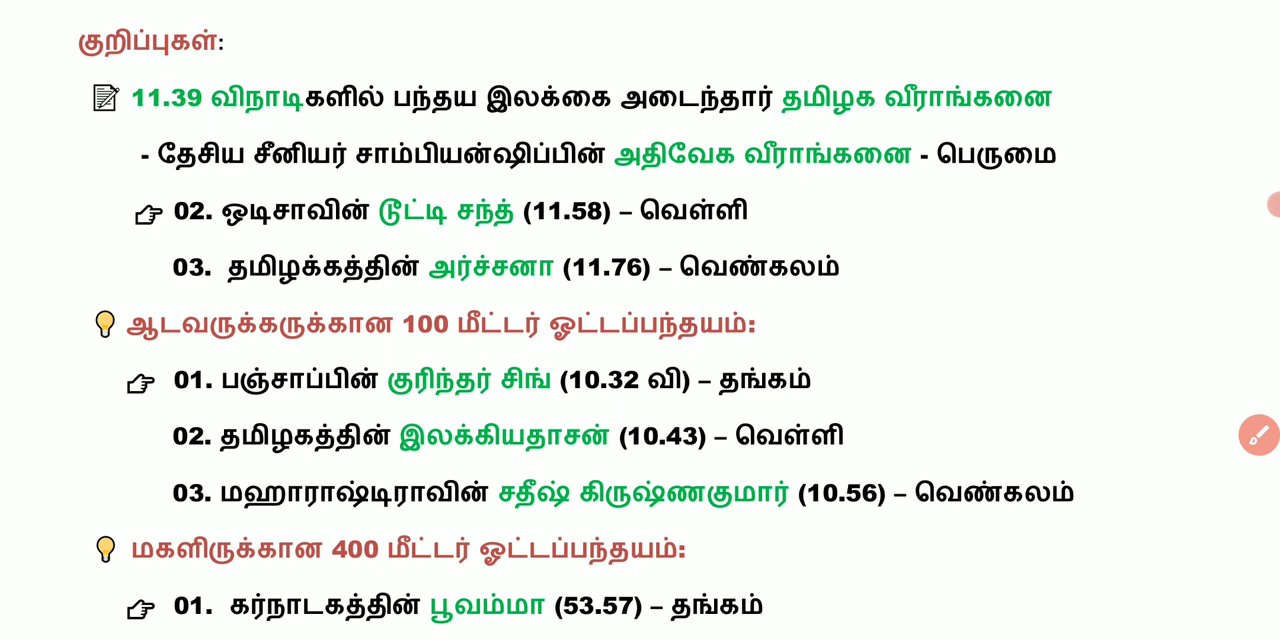 குறிப்புகள்:
11.39 விநாடிகளில் பந்தய இலக்கை அடைந்தார் தமிழக வீராங்கனை
- தேசிய சீனியர் சாம்பியன்ஷிப்பின் அதிவேக வீராங்கனை - பெருமை
02. ஒடிசாவின் டூட்டி சந்த் (11.58) – வெள்ளி
03. தமிழக்கத்தின் அர்ச்சனா (11.76) – வெண்கலம்
ஆடவருக்கருக்கான 100 மீட்டர் ஓட்டப்பந்தயம்:
01. பஞ்சாப்பின் குரிந்தர் சிங் (10.32 வி) – தங்கம்
02. தமிழகத்தின் இலக்கியதாசன் (10.43) – வெள்ளி
03. மஹாராஷ்டிராவின் சதீஷ் கிருஷ்ணகுமார் (10.56) – வெண்கலம்
மகளிருக்கான 400 மீட்டர் ஓட்டப்பந்தயம்:
01. கர்நாடகத்தின் பூவம்மா (53.57) – தங்கம்